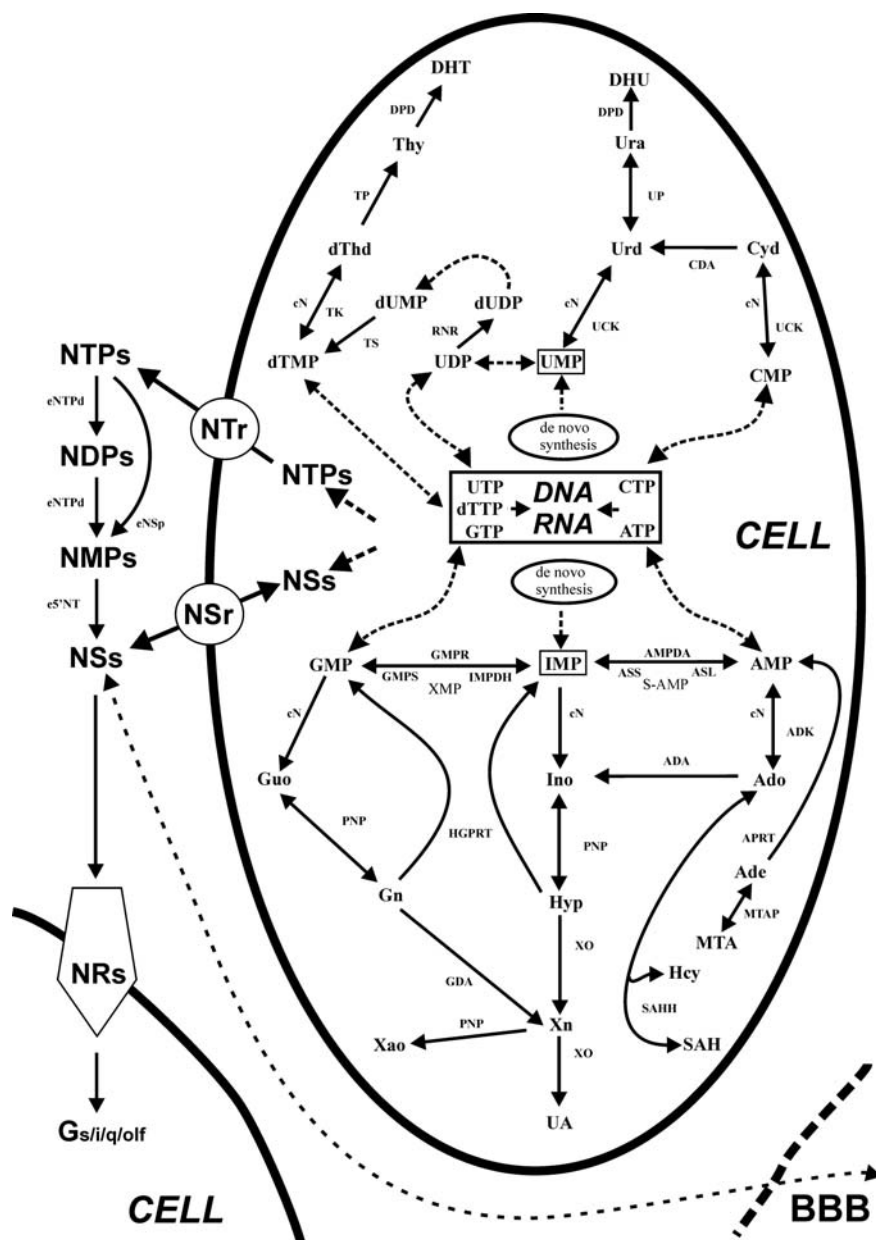 DHT
DHU
DPD
DPD
Thy
Ura
TP
UP
dThd
Urd
Cyd
CDA
cN
TK
dUMP
dUDP
cN
UCK
cN
UCK
RNR
TS
NTPs
dTMP
UDP
UMP
CMP
eNTPd
NTr
de novo
synthesis
NDPs
NTPs
UTP
DNA
CTP
dTTP
RNA
GTP
ATP
CELL
eNTPd
eNSp
NMPs
NSs
de novo
synthesis
e5'NT
NSr
NSs
GMP
GMPR
IMP
AMPDA
AMP
GMPS
IMPDH
ASS
ASL
XMP
S-AMP
cN
cN
cN
ADK
Guo
Ino
ADA
Ado
PNP
HGPRT
PNP
APRT
Ade
Gn
Hyp
MTAP
MTA
XO
NRs
Hcy
GDA
SAHH
PNP
Xn
Xao
XO
SAH
UA
Gs/i/q/olf
CELL
BBB